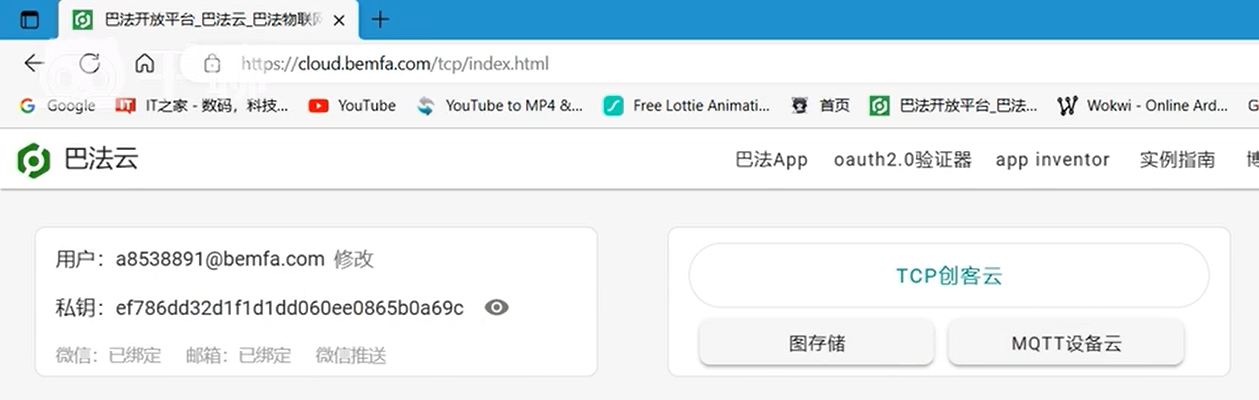 巴法开放平台_巴法云_巴法物联网
https://cloud.bemfa.com/tcp/index.html
Google IT之家 - 数码，科技... YouTube YouTube to MP4 &... Free Lottie Animati... 首页 巴法开放平台_巴法... Wokwi - Online Ard... G
巴法云 巴法App oauth2.0验证器 app inventor 实例指南 博
用户：a8538891@bemfa.com 修改
私钥：ef786dd32d1f1d1dd060ee0865b0a69c
微信：已绑定 邮箱：已绑定 微信推送
TCP创客云
图存储 MQTT设备云